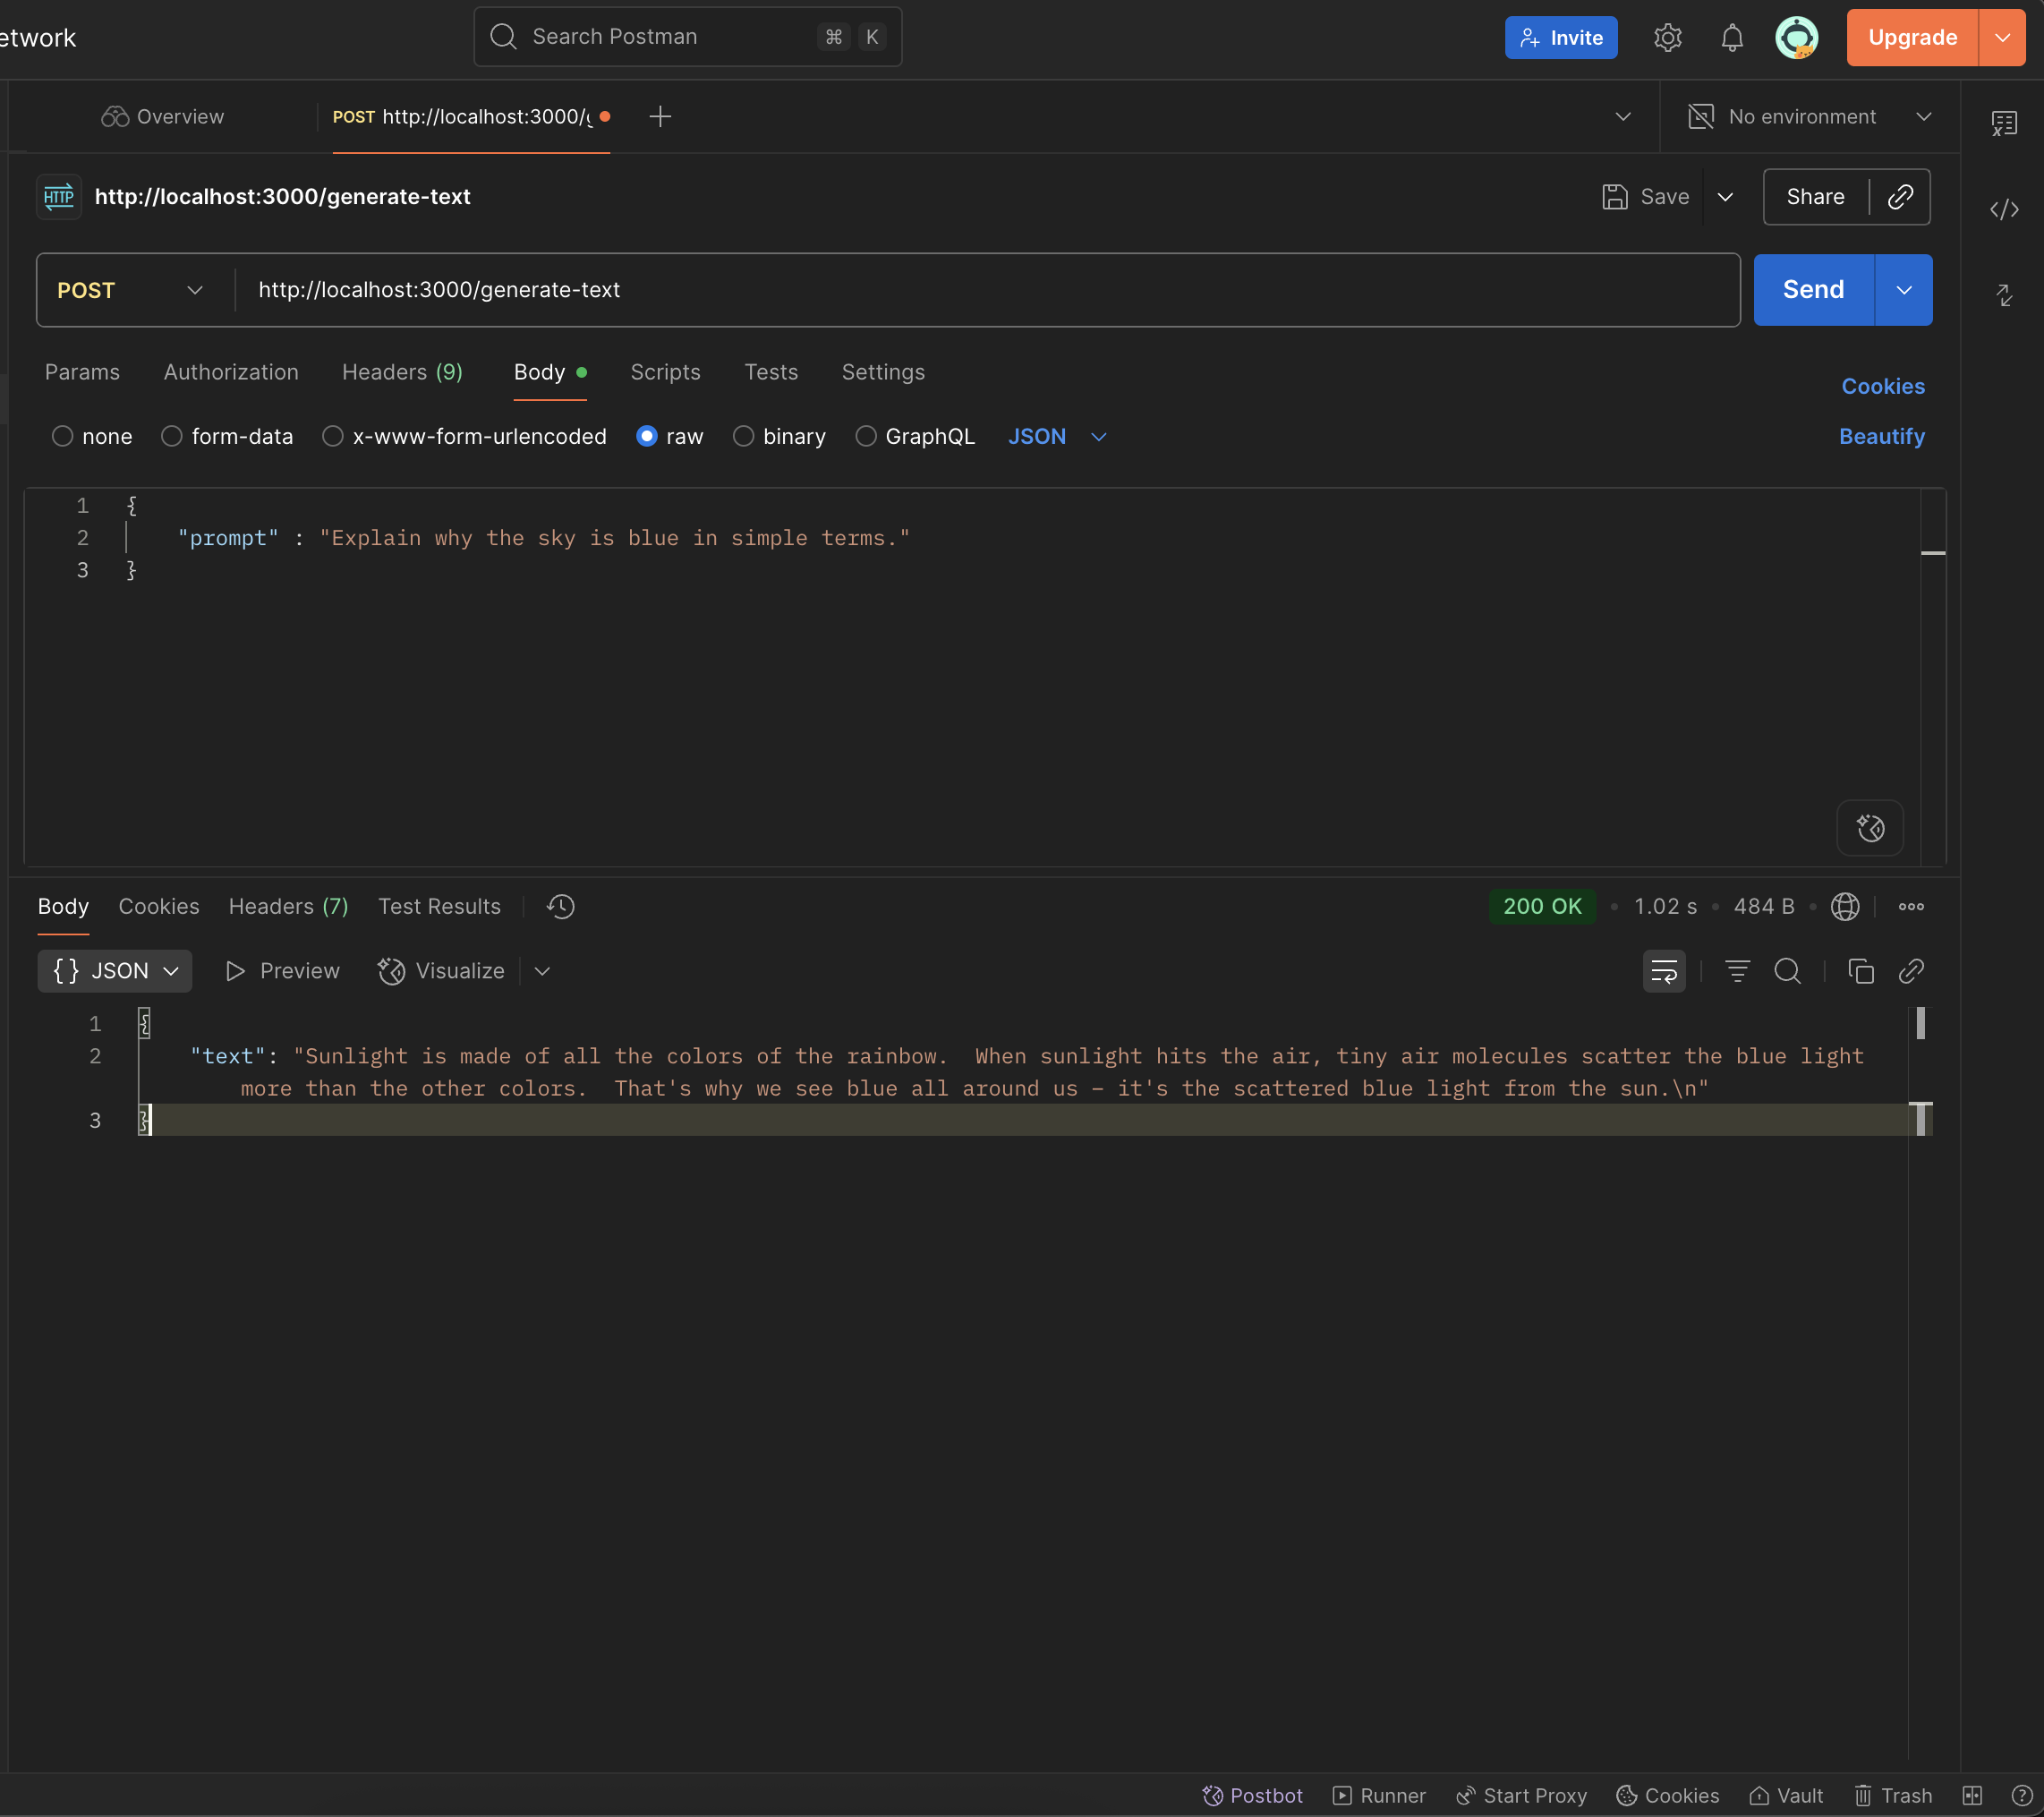 etwork
Search Postman
⌘ K
Invite
Upgrade
Overview
POST http://localhost:3000/
No environment
HTTP
http://localhost:3000/generate-text
Save
Share
POST
http://localhost:3000/generate-text
Send
Params
Authorization
Headers (9)
Body
Scripts
Tests
Settings
Cookies
none
form-data
x-www-form-urlencoded
raw
binary
GraphQL
JSON
Beautify
1 {
2 "prompt" : "Explain why the sky is blue in simple terms."
3 }
Body
Cookies
Headers (7)
Test Results
200 OK
1.02 s
484 B
{} JSON
Preview
Visualize
1 {
2 "text": "Sunlight is made of all the colors of the rainbow.  When sunlight hits the air, tiny air molecules scatter the blue light
more than the other colors.  That's why we see blue all around us – it's the scattered blue light from the sun.\n"
3 }
Postbot
Runner
Start Proxy
Cookies
Vault
Trash